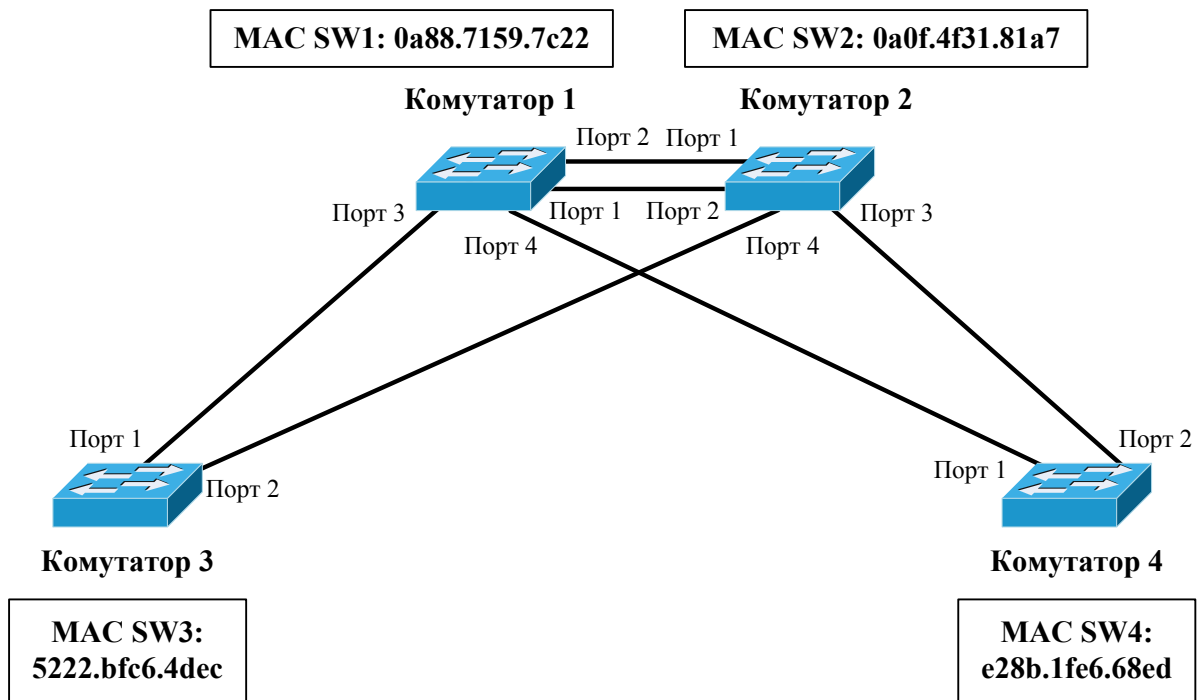 MAC SW1: 0a88.7159.7c22
MAC SW2: 0a0f.4f31.81a7
Комутатор 1
Комутатор 2
Порт 2
Порт 1
Порт 3
Порт 1
Порт 2
Порт 3
Порт 4
Порт 4
Порт 1
Порт 2
Порт 2
Порт 1
Комутатор 3
Комутатор 4
MAC SW3:
5222.bfc6.4dec
MAC SW4:
e28b.1fe6.68ed